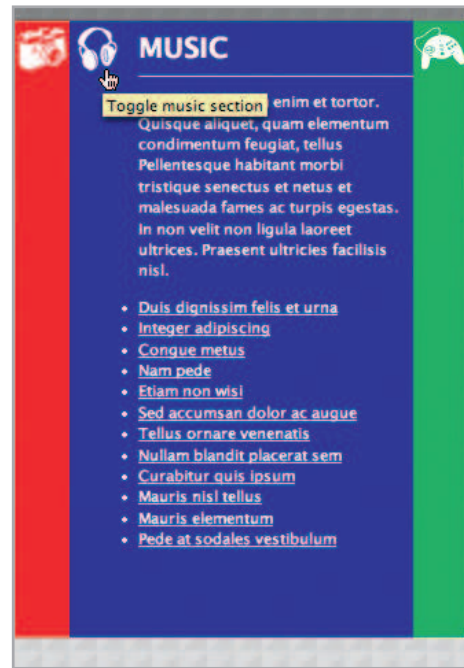 MUSIC
Toggle music section
enim et tortor.
Quisque aliquet, quam elementum
condimentum feugiat, tellus
Pellentesque habitant morbi
tristique senectus et netus et
malesuada fames ac turpis egestas.
In non velit non ligula laoreet
ultrices. Praesent ultricies facilisis
nisl.
• Duis dignissim felis et urna
• Integer adipiscing
• Congue metus
• Nam pede
• Etiam non wisi
• Sed accumsan dolor ac augue
• Tellus ornare venenatis
• Nullam blandit placerat sem
• Curabitur quis ipsum
• Mauris nisl tellus
• Mauris elementum
• Pede at sodales vestibulum